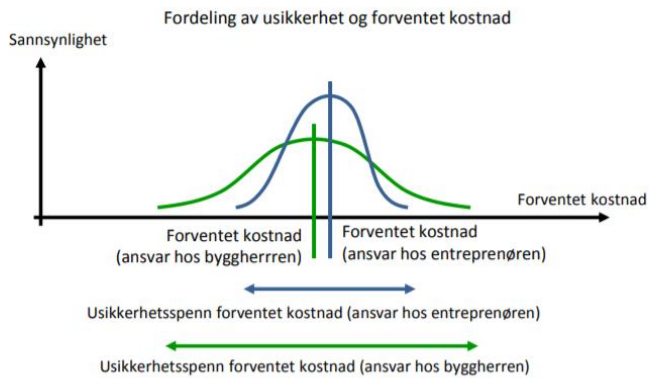 Fordeling av usikkerhet og forventet kostnad
Sannsynlighet
Forventet kostnad
Forventet kostnad
(ansvar hos byggherrren)
Forventet kostnad
(ansvar hos entreprenøren)
Usikkerhetsspenn forventet kostnad (ansvar hos entreprenøren)
Usikkerhetsspenn forventet kostnad (ansvar hos byggherren)